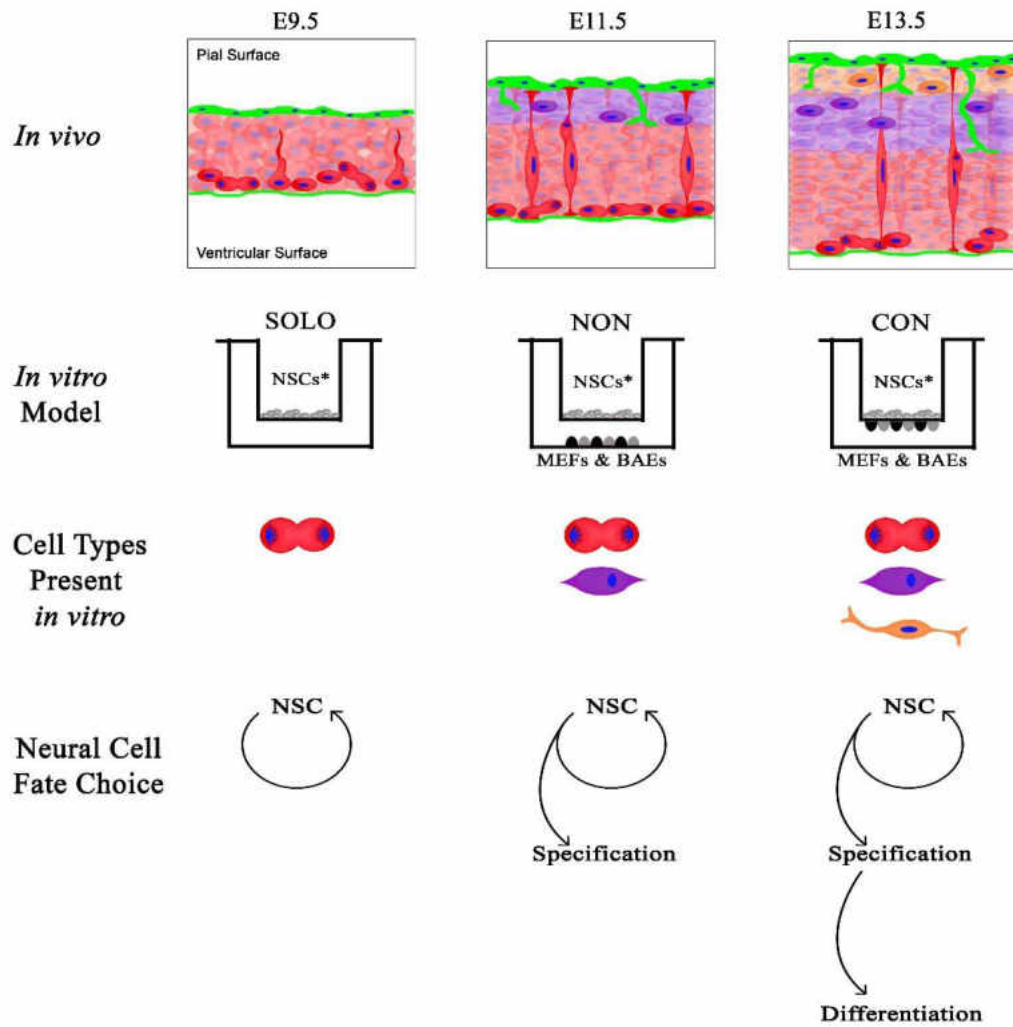 E9.5
E11.5
E13.5
In vivo
Pial Surface
Ventricular Surface
In vitro
Model
SOLO
NON
CON
NSCs*
NSCs*
NSCs*
MEFs & BAEs
MEFs & BAEs
Cell Types
Present
in vitro
Neural Cell
Fate Choice
NSC
NSC
NSC
Specification
Specification
Differentiation